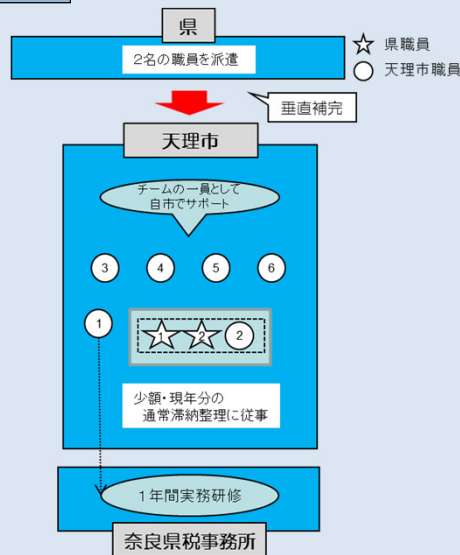 県
2名の職員を派遣
県職員
天理市職員
垂直補完
天理市
チームの一員として
自市でサポート
3
4
5
6
1
1
2
2
少額・現年分の
通常滞納整理に従事
1年間実務研修
奈良県税事務所